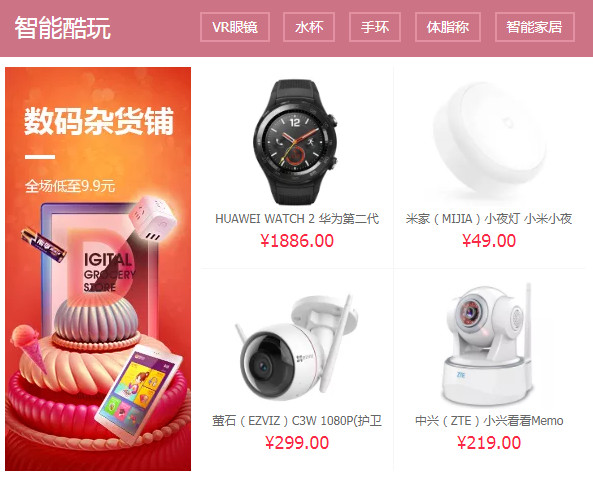 智能酷玩
VR眼镜
水杯
手环
体脂称
智能家居
数码杂货铺
全场低至9.9元
IGITAL
GROCERY
STORE
HUAWEI WATCH 2 华为第二代
¥1886.00
米家（MIJIA）小夜灯 小米小夜
¥49.00
萤石（EZVIZ）C3W 1080P(护卫
¥299.00
ZTE
中兴（ZTE）小兴看看Memo
¥219.00